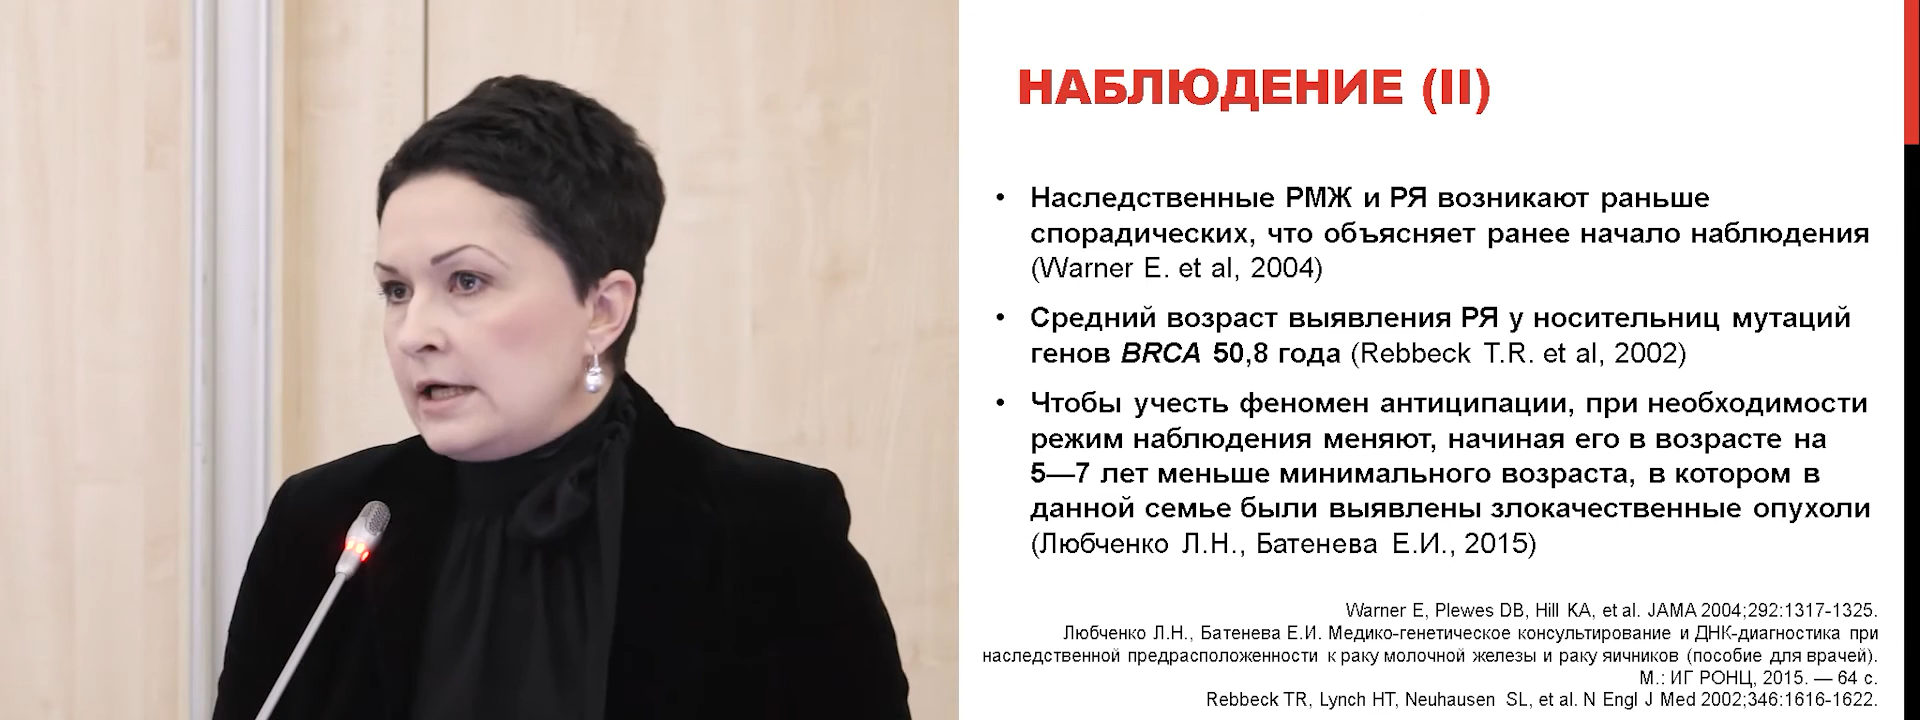 НАБЛЮДЕНИЕ (II)
• Наследственные РМЖ и РЯ возникают раньше
спорадических, что объясняет ранее начало наблюдения
(Warner E. et al, 2004)
• Средний возраст выявления РЯ у носительниц мутаций
генов BRCA 50,8 года (Rebbeck T.R. et al, 2002)
• Чтобы учесть феномен антиципации, при необходимости
режим наблюдения меняют, начиная его в возрасте на
5—7 лет меньше минимального возраста, в котором в
данной семье были выявлены злокачественные опухоли
(Любченко Л.Н., Батенева Е.И., 2015)
Warner E, Plewes DB, Hill KA, et al. JAMA 2004;292:1317-1325.
Любченко Л.Н., Батенева Е.И. Медико-генетическое консультирование и ДНК-диагностика при
наследственной предрасположенности к раку молочной железы и раку яичников (пособие для врачей).
М.: ИГ РОНЦ, 2015. — 64 с.
Rebbeck TR, Lynch HT, Neuhausen SL, et al. N Engl J Med 2002;346:1616-1622.